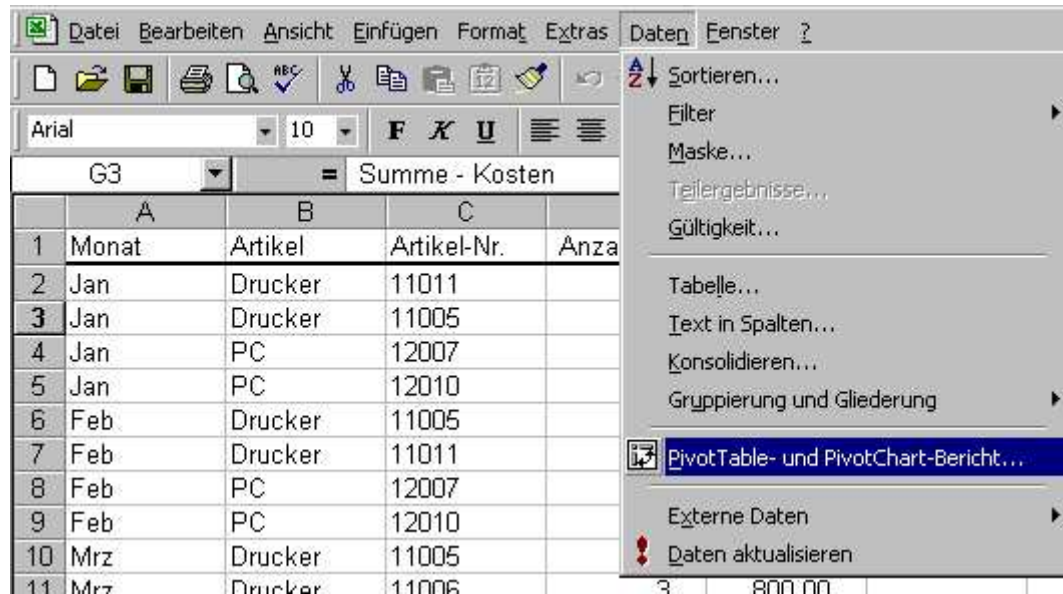 Datei Bearbeiten Ansicht Einfügen Format Extras Daten Fenster ?
Arial 10 F K U
G3 = Summe - Kosten
A B C
1 Monat Artikel Artikel-Nr. Anza
2 Jan Drucker 11011
3 Jan Drucker 11005
4 Jan PC 12007
5 Jan PC 12010
6 Feb Drucker 11005
7 Feb Drucker 11011
8 Feb PC 12007
9 Feb PC 12010
10 Mrz Drucker 11005
11 Mrz Drucker 11006 3 800,00
Sortieren...
Filter
Maske...
Teilergebnisse...
Gültigkeit...
Tabelle...
Text in Spalten...
Konsolidieren...
Gruppierung und Gliederung
PivotTable- und PivotChart-Bericht...
Externe Daten
Daten aktualisieren